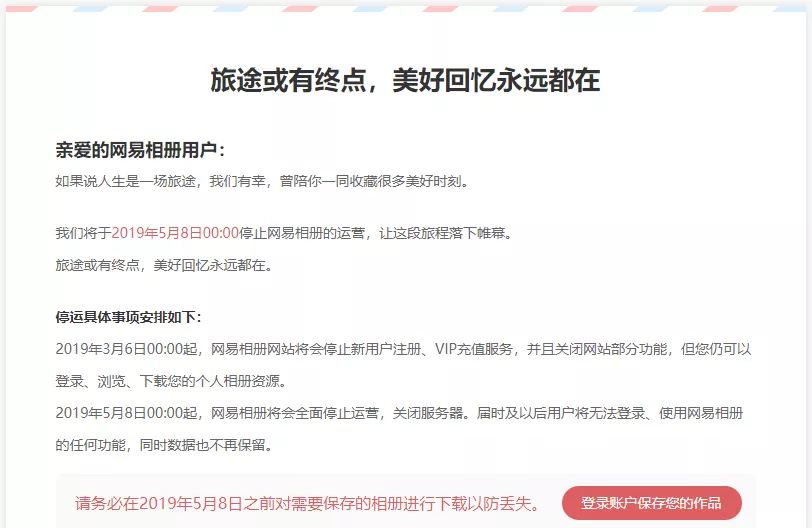 旅途或有终点，美好回忆永远都在
亲爱的网易相册用户：
如果说人生是一场旅途，我们有幸，曾陪你一同收藏很多美好时刻。
我们将于2019年5月8日00:00停止网易相册的运营，让这段旅程落下帷幕。
旅途或有终点，美好回忆永远都在。
停运具体事项安排如下：
2019年3月6日00:00起，网易相册网站将会停止新用户注册、VIP充值服务，并且关闭网站部分功能，但您仍可以
登录、浏览、下载您的个人相册资源。
2019年5月8日00:00起，网易相册将会全面停止运营，关闭服务器。届时及以后用户将无法登录、使用网易相册
的任何功能，同时数据也不再保留。
请务必在2019年5月8日之前对需要保存的相册进行下载以防丢失。 登录账户保存您的作品